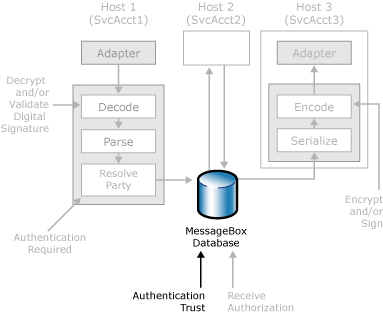 Host 1
(SvcAcct1)
Host 2
(SvcAcct2)
Host 3
(SvcAcct3)
Adapter
Adapter
Decrypt
and/or
Validate
Digital
Signature
Decode
Parse
Resolve
Party
Encode
Serialize
MessageBox
Database
Authentication
Required
Encrypt
and/or
Sign
Authentication
Trust
Receive
Authorization